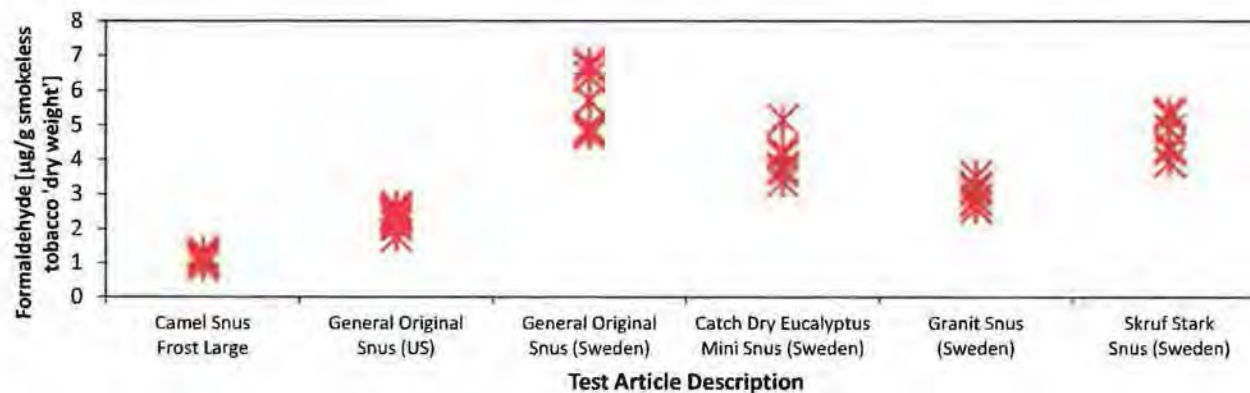 Formaldehyde [µg/g smokeless
tobacco 'dry weight']
8
7
6
5
4
3
2
1
0
Camel Snus
Frost Large
General Original
Snus (US)
General Original
Snus (Sweden)
Catch Dry Eucalyptus
Mini Snus (Sweden)
Granit Snus
(Sweden)
Skruf Stark
Snus (Sweden)
Test Article Description